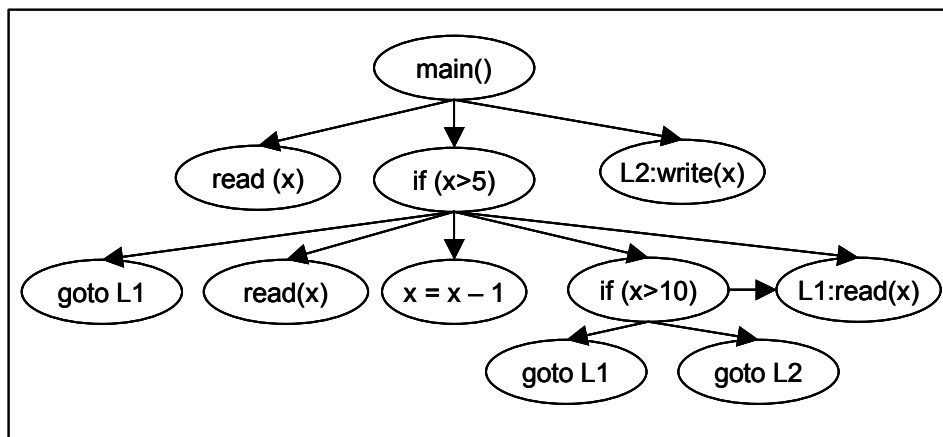 main()
read (x)
if (x>5)
L2:write(x)
goto L1
read(x)
x = x – 1
if (x>10)
L1:read(x)
goto L1
goto L2